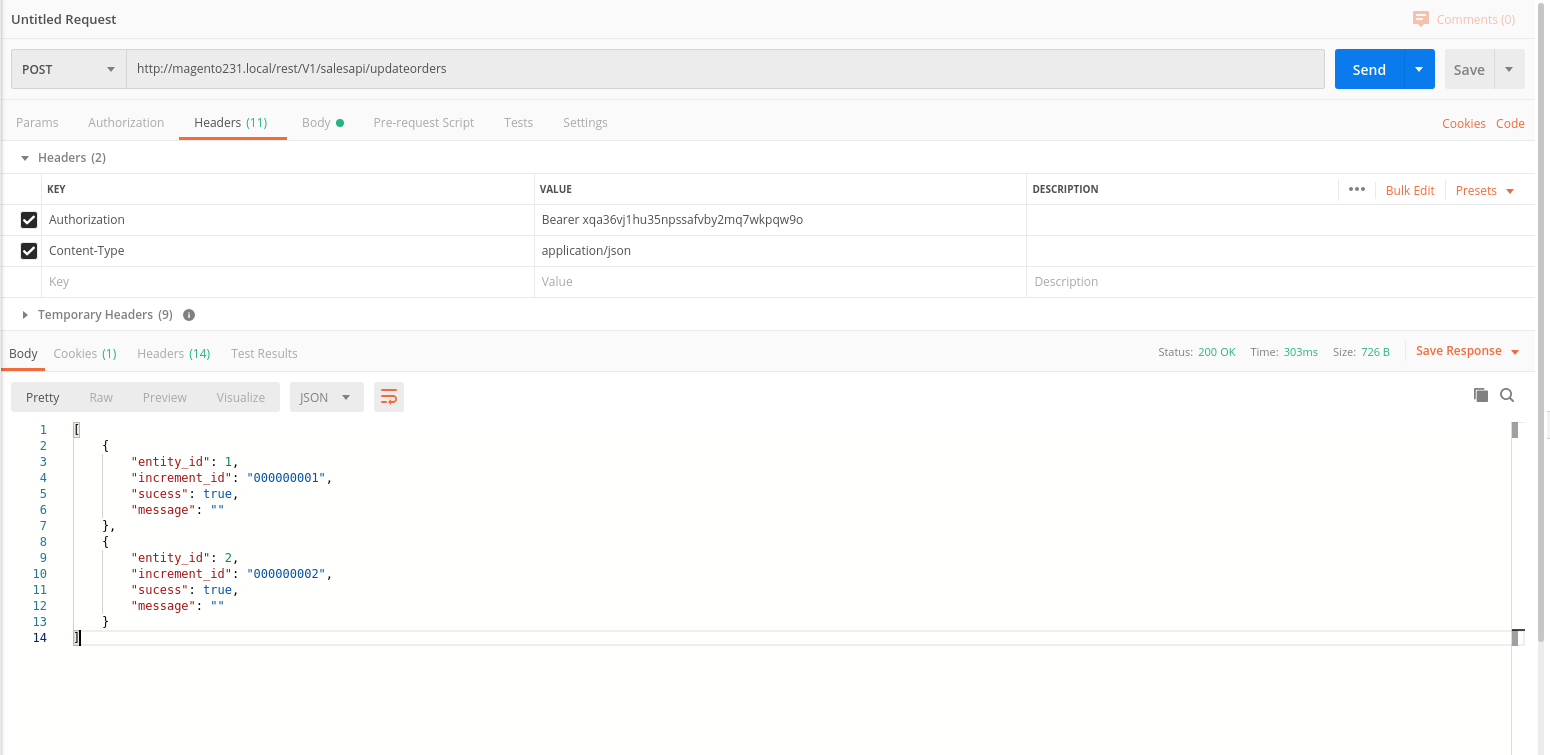 Untitled Request
Comments (0)
POST http://magento231.local/rest/V1/salesapi/updateorders Send Save
Params Authorization Headers (11) Body Pre-request Script Tests Settings Cookies Code
Headers (2)
KEY VALUE DESCRIPTION ••• Bulk Edit Presets
Authorization Bearer xqa36vj1hu35npssafvby2mq7wkpqw9o
Content-Type application/json
Key Value Description
Temporary Headers (9)
Body Cookies (1) Headers (14) Test Results Status: 200 OK Time: 303ms Size: 726 B Save Response
Pretty Raw Preview Visualize JSON
1 [
2 {
3 "entity_id": 1,
4 "increment_id": "000000001",
5 "sucess": true,
6 "message": ""
7 },
8 {
9 "entity_id": 2,
10 "increment_id": "000000002",
11 "sucess": true,
12 "message": ""
13 }
14 ]